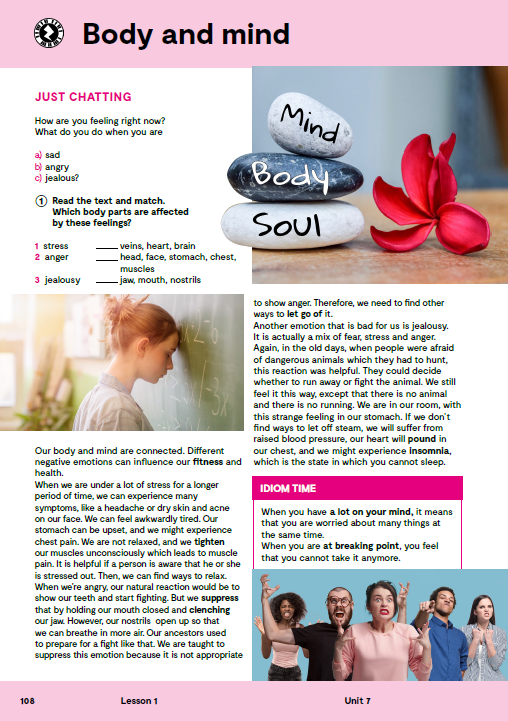 Body and mind
JUST CHATTING
How are you feeling right now?
What do you do when you are
a) sad
b) angry
c) jealous?
1 Read the text and match.
Which body parts are affected
by these feelings?
1 stress ____ veins, heart, brain
2 anger ____ head, face, stomach, chest,
muscles
3 jealousy ____ jaw, mouth, nostrils
Mind
Body
Soul
Our body and mind are connected. Different
negative emotions can influence our fitness and
health.
When we are under a lot of stress for a longer
period of time, we can experience many
symptoms, like a headache or dry skin and acne
on our face. We can feel awkwardly tired. Our
stomach can be upset, and we might experience
chest pain. We are not relaxed, and we tighten
our muscles unconsciously which leads to muscle
pain. It is helpful if a person is aware that he or she
is stressed out. Then, we can find ways to relax.
When we're angry, our natural reaction would be to
show our teeth and start fighting. But we suppress
that by holding our mouth closed and clenching
our jaw. However, our nostrils open up so that
we can breathe in more air. Our ancestors used
to prepare for a fight like that. We are taught to
suppress this emotion because it is not appropriate
to show anger. Therefore, we need to find other
ways to let go of it.
Another emotion that is bad for us is jealousy.
It is actually a mix of fear, stress and anger.
Again, in the old days, when people were afraid
of dangerous animals which they had to hunt,
this reaction was helpful. They could decide
whether to run away or fight the animal. We still
feel it this way, except that there is no animal
and there is no running. We are in our room, with
this strange feeling in our stomach. If we don't
find ways to let off steam, we will suffer from
raised blood pressure, our heart will pound in
our chest, and we might experience insomnia,
which is the state in which you cannot sleep.
IDIOM TIME
When you have a lot on your mind, it means
that you are worried about many things at
the same time.
When you are at breaking point, you feel
that you cannot take it anymore.
108
Lesson 1
Unit 7